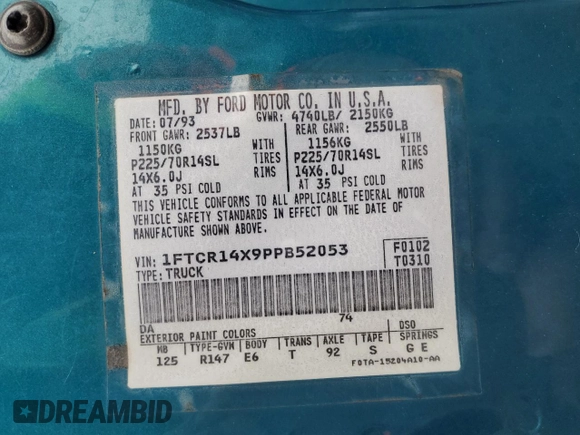 MFD. BY FORD MOTOR CO. IN U.S.A.
DATE: 07/93 GVWR: 4740LB/ 2150KG
FRONT GAWR: 2537LB REAR GAWR: 2550LB
1150KG WITH 1156KG WITH
P225/70R14SL TIRES P225/70R14SL TIRES
14X6.0J RIMS 14X6.0J RIMS
AT 35 PSI COLD AT 35 PSI COLD
THIS VEHICLE CONFORMS TO ALL APPLICABLE FEDERAL MOTOR
VEHICLE SAFETY STANDARDS IN EFFECT ON THE DATE OF
MANUFACTURE SHOWN ABOVE.
VIN: 1FTCR14X9PPB52053 F0102
TYPE: TRUCK T0310
74
DA DSO
EXTERIOR PAINT COLORS
WB TYPE-GVM BODY TRANS AXLE TAPE SPRINGS
125 R147 E6 T 92 S G E
F0TA-15204A10-AA
DREAMBID